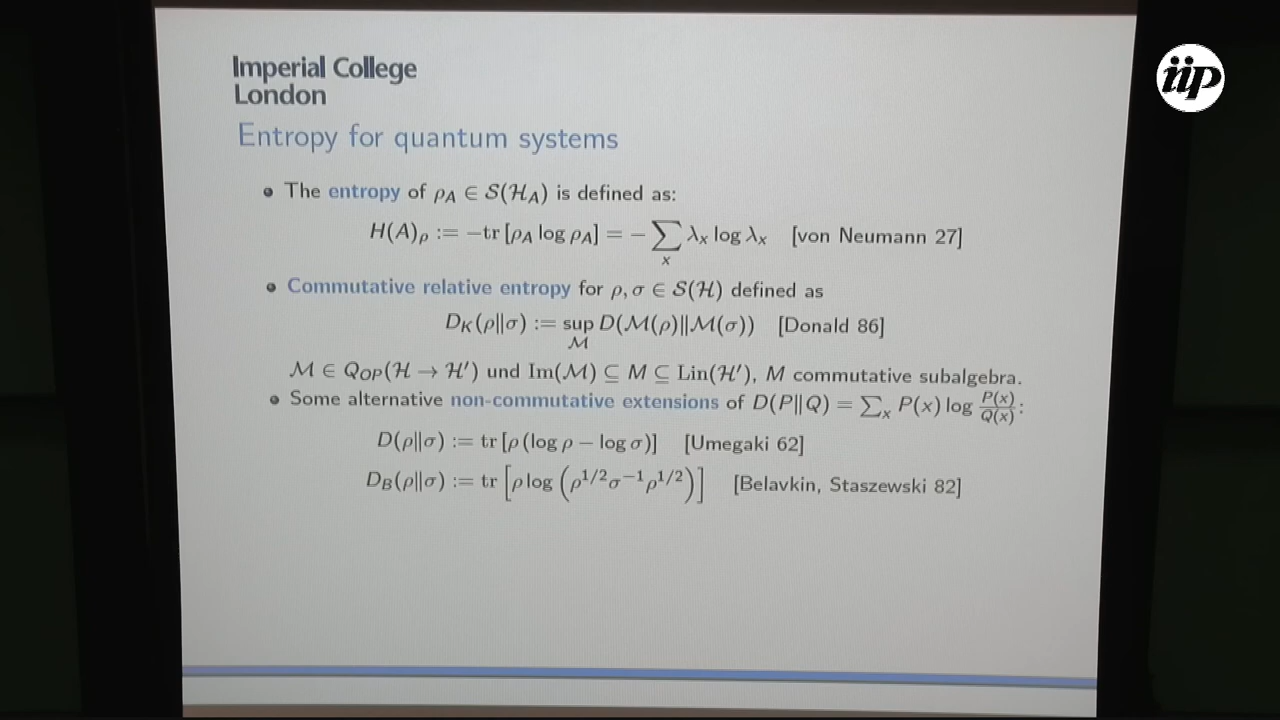 iip
Imperial College
London
Entropy for quantum systems
• The entropy of ρ_A ∈ S(H_A) is defined as:
H(A)_ρ := −tr [ρ_A log ρ_A] = − ∑_x λ_x log λ_x [von Neumann 27]
• Commutative relative entropy for ρ, σ ∈ S(H) defined as
D_K(ρ||σ) := sup_M D(M(ρ)||M(σ)) [Donald 86]
M ∈ Q_OP(H → H′) und Im(M) ⊆ M ⊆ Lin(H′), M commutative subalgebra.
• Some alternative non-commutative extensions of D(P||Q) = ∑_x P(x) log P(x)/Q(x):
D(ρ||σ) := tr [ρ (log ρ − log σ)] [Umegaki 62]
D_B(ρ||σ) := tr [ρ log (ρ^{1/2}σ^{−1}ρ^{1/2})] [Belavkin, Staszewski 82]